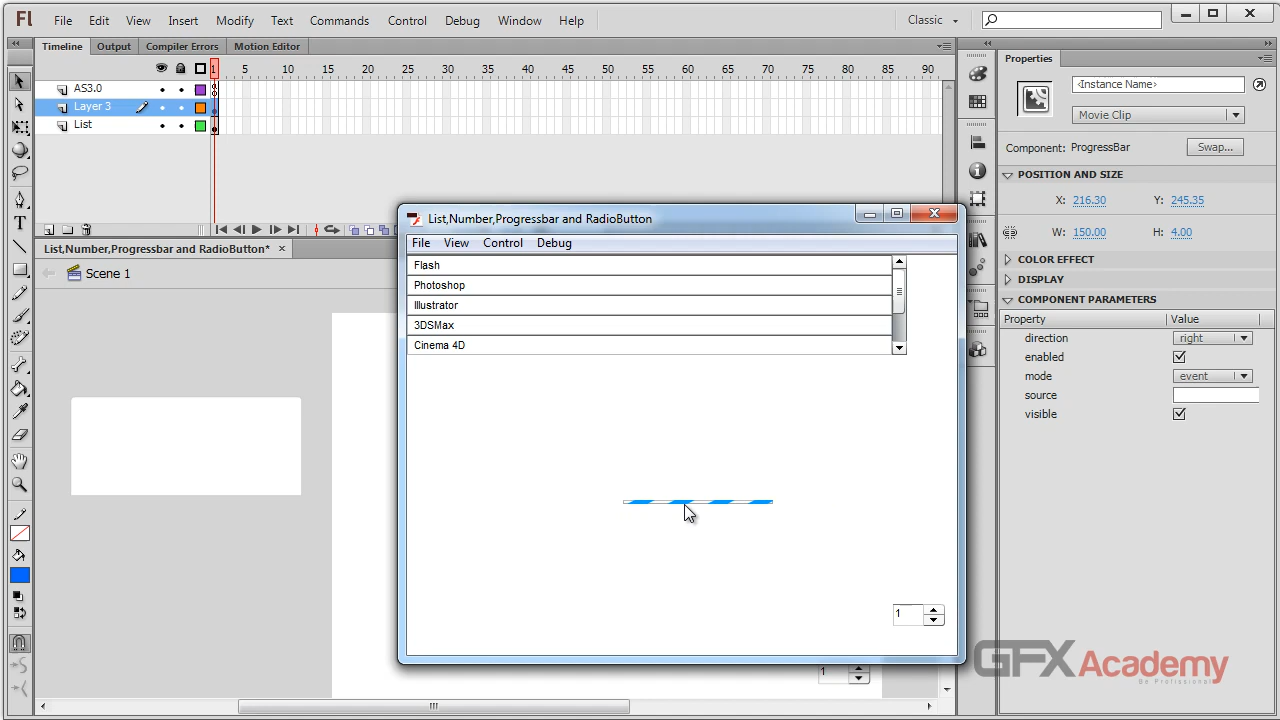 Fl File Edit View Insert Modify Text Commands Control Debug Window Help Classic
Timeline Output Compiler Errors Motion Editor
1 5 10 15 20 25 30 35 40 45 50 55 60 65 70 75 80 85 90
AS3.0
Layer 3
List
List,Number,Progressbar and RadioButton*
Scene 1
List,Number,Progressbar and RadioButton
File View Control Debug
Flash
Photoshop
Illustrator
3DSMax
Cinema 4D
1
1
Properties
<Instance Name>
Movie Clip
Component: ProgressBar Swap...
POSITION AND SIZE
X: 216.30 Y: 245.35
W: 150.00 H: 4.00
COLOR EFFECT
DISPLAY
COMPONENT PARAMETERS
Property Value
direction right
enabled
mode event
source
visible
GFX Academy
Be Professional